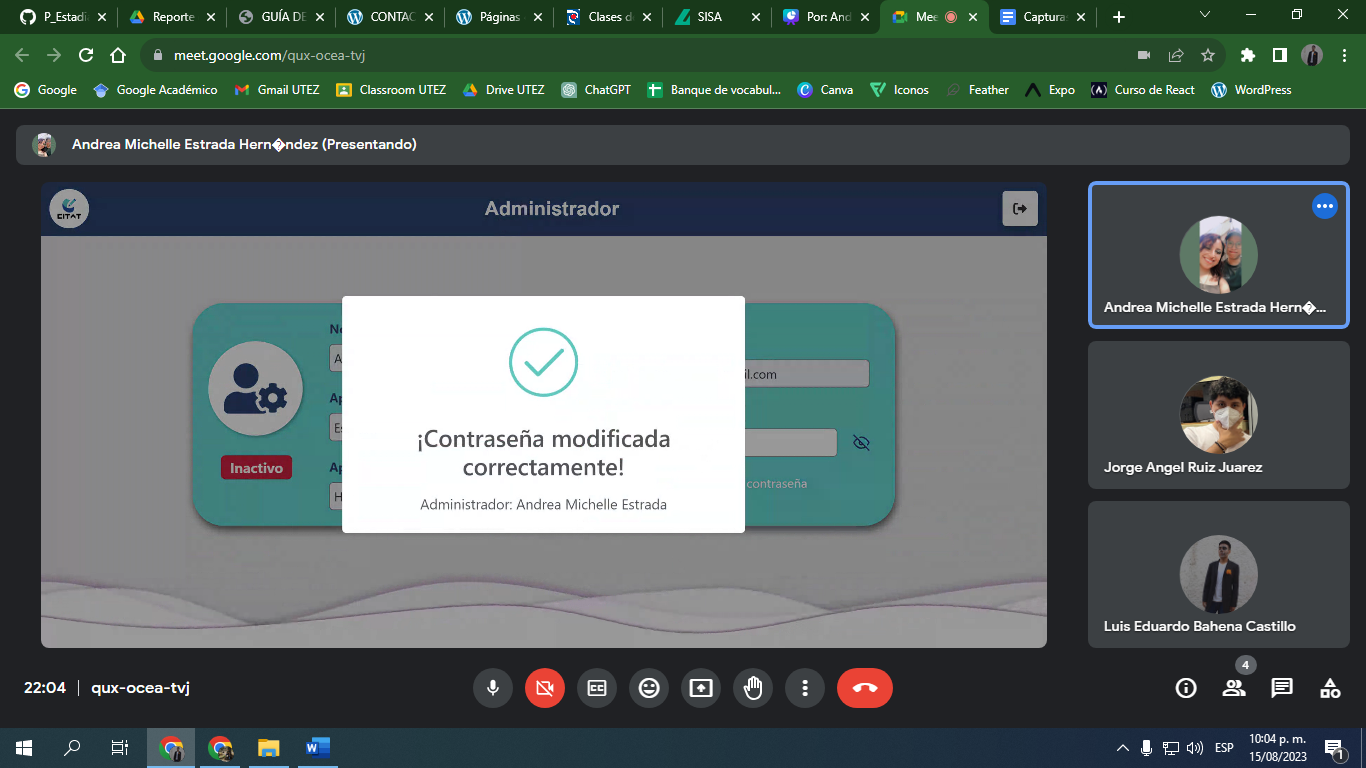 P_Estadí
Reporte
GUÍA DE
CONTAC
Páginas
Clases d
SISA
Por: And
Mee
Capturas
meet.google.com/qux-ocea-tvj
Google
Google Académico
Gmail UTEZ
Classroom UTEZ
Drive UTEZ
ChatGPT
Banque de vocabul...
Canva
Iconos
Feather
Expo
Curso de React
WordPress
Andrea Michelle Estrada Hern�ndez (Presentando)
CITAT
Administrador
Inactivo
il.com
contraseña
¡Contraseña modificada
correctamente!
Administrador: Andrea Michelle Estrada
Andrea Michelle Estrada Hern�...
Jorge Angel Ruiz Juarez
Luis Eduardo Bahena Castillo
22:04 | qux-ocea-tvj
4
ESP
10:04 p. m.
15/08/2023
1